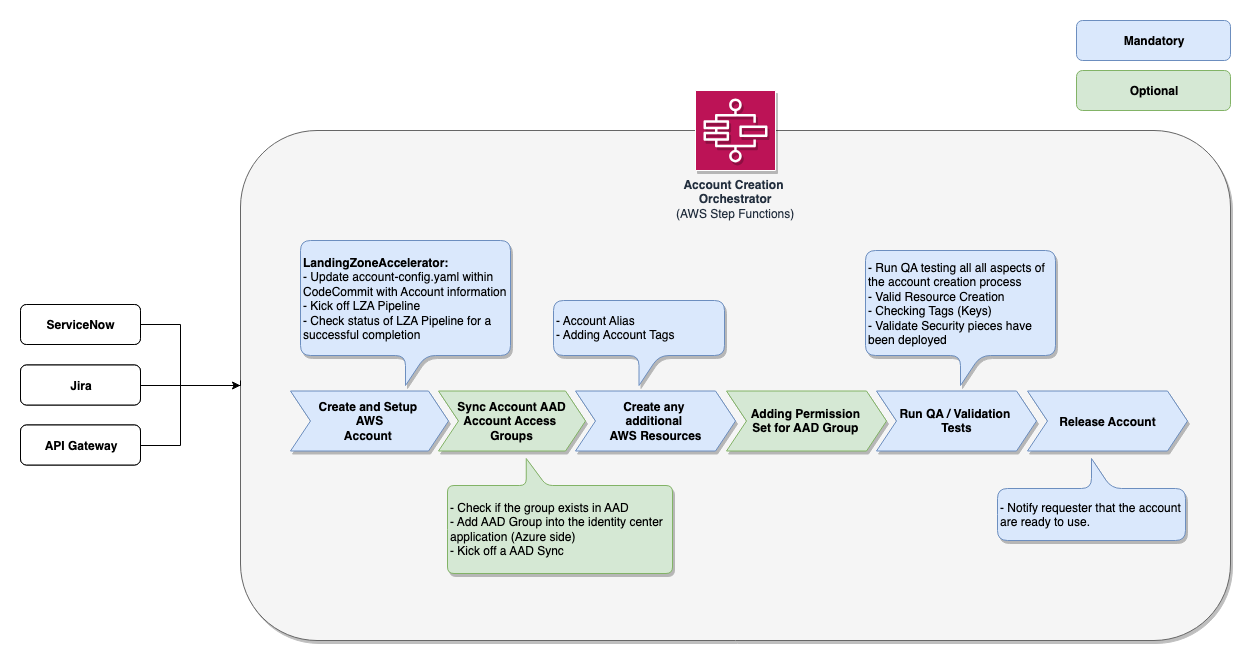 Mandatory
Optional
Account Creation
Orchestrator
(AWS Step Functions)
LandingZoneAccelerator:
- Update account-config.yaml within
CodeCommit with Account information
- Kick off LZA Pipeline
- Check status of LZA Pipeline for a
successful completion
- Account Alias
- Adding Account Tags
- Run QA testing all all aspects of
the account creation process
- Valid Resource Creation
- Checking Tags (Keys)
- Validate Security pieces have
been deployed
ServiceNow
Jira
API Gateway
Create and Setup
AWS
Account
Sync Account AAD
Account Access
Groups
Create any
additional
AWS Resources
Adding Permission
Set for AAD Group
Run QA / Validation
Tests
Release Account
- Check if the group exists in AAD
- Add AAD Group into the identity center
application (Azure side)
- Kick off a AAD Sync
- Notify requester that the account
are ready to use.